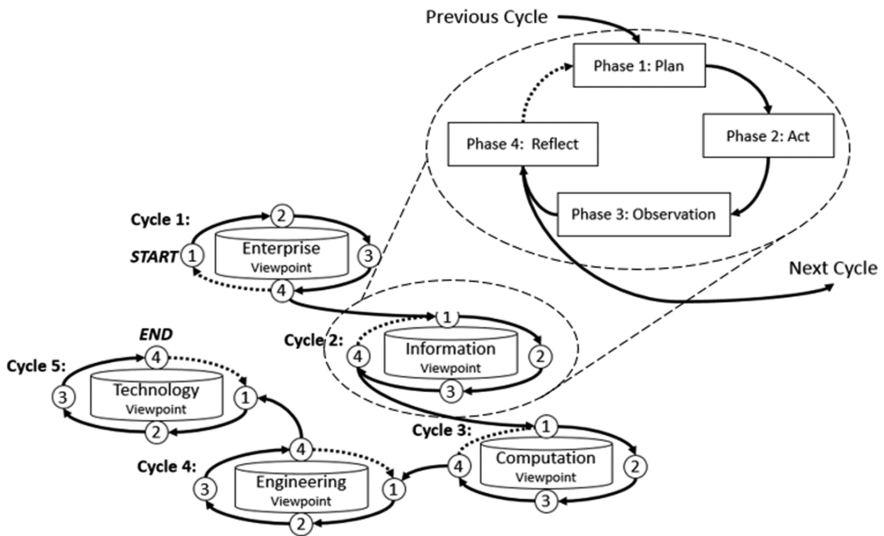 Previous Cycle
Phase 1: Plan
Phase 2: Act
Phase 4: Reflect
Phase 3: Observation
Next Cycle
Cycle 1:
START
1
2
3
4
Enterprise
Viewpoint
Cycle 2:
1
2
3
4
Information
Viewpoint
Cycle 3:
1
2
3
4
Computation
Viewpoint
Cycle 4:
1
2
3
4
Engineering
Viewpoint
END
Cycle 5:
1
2
3
4
Technology
Viewpoint